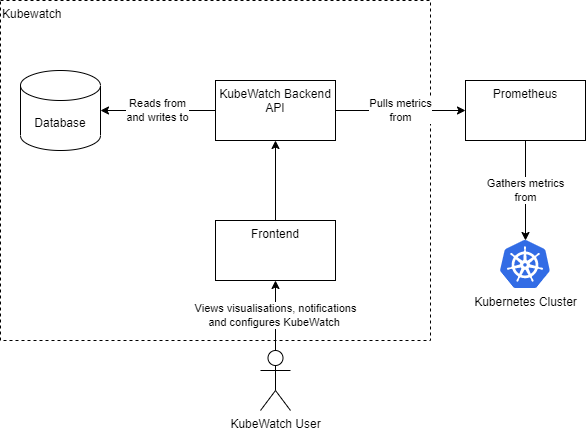 Kubewatch
Database
Reads from
and writes to
KubeWatch Backend
API
Pulls metrics
from
Prometheus
Gathers metrics
from
Kubernetes Cluster
Frontend
Views visualisations, notifications
and configures KubeWatch
KubeWatch User